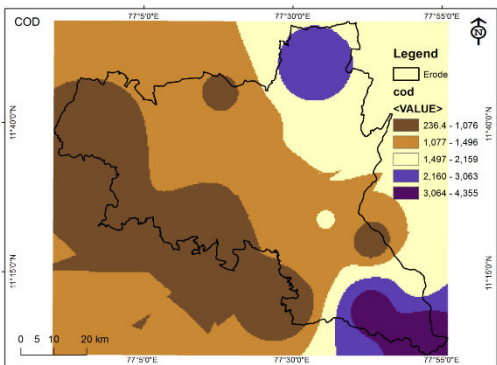 COD
77°5'0"E 77°30'0"E 77°55'0"E
N
Legend
Erode
cod
<VALUE>
236.4 - 1,076
1,077 - 1,496
1,497 - 2,159
2,160 - 3,063
3,064 - 4,355
11°40'0"N 11°40'0"N
11°15'0"N 11°15'0"N
0 5 10 20 km
77°5'0"E 77°30'0"E 77°55'0"E